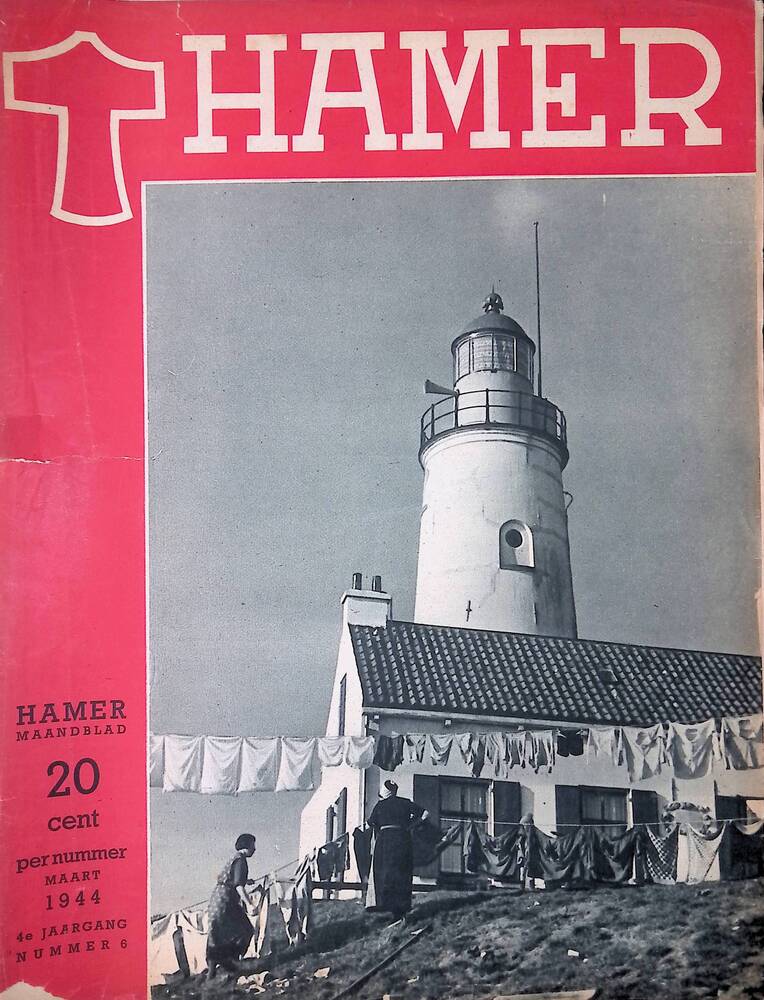 HAMER
HAMER
MAANDBLAD
20
cent
per nummer
MAART
1944
4e JAARGANG
NUMMER 6